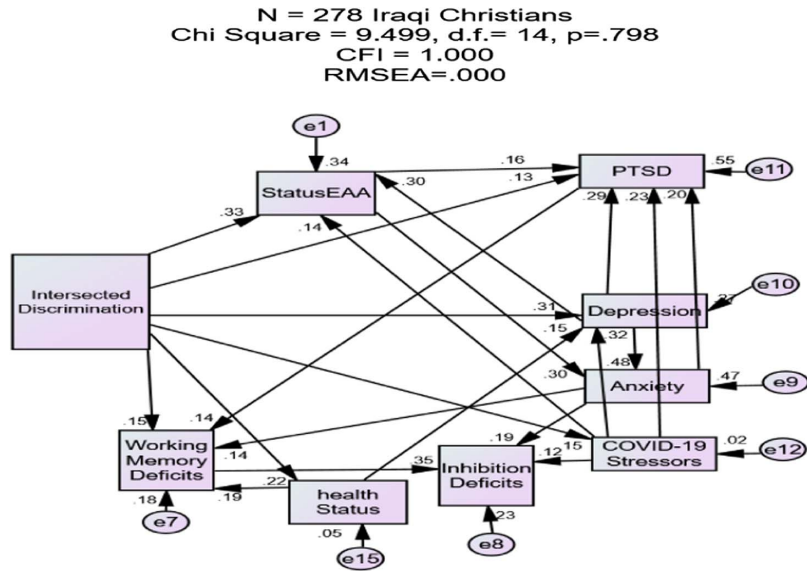 N = 278 Iraqi Christians
Chi Square = 9.499, d.f.= 14, p=.798
CFI = 1.000
RMSEA=.000
e1
.34
StatusEAA
.16
.13
.30
PTSD
.55
e11
.33
.14
.29
.23
.20
Intersected
Discrimination
e10
.31
Depression
.15
.32
.48
.30
Anxiety
.47
e9
.15
.14
Working
Memory
Deficits
.14
.35
.19
.12
.15
Inhibition
Deficits
COVID-19
Stressors
.02
e12
.18
.19
.22
health
Status
e7
.05
e15
.23
e8